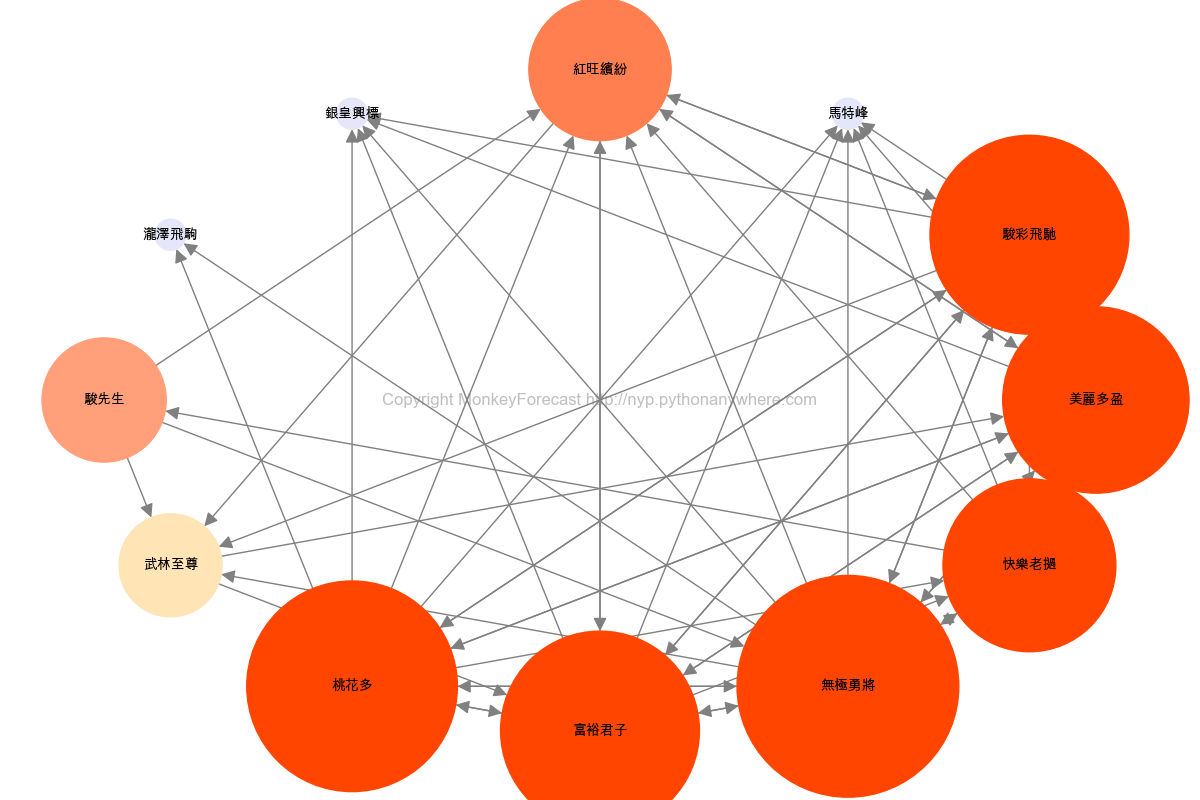 紅旺繽紛
銀皇興標
馬特峰
瀧澤飛駒
駿彩飛馳
駿先生
Copyright MonkeyForecast http://nyp.pythonanywhere.com
美麗多盈
武林至尊
快樂老撾
桃花多
無極勇將
富裕君子